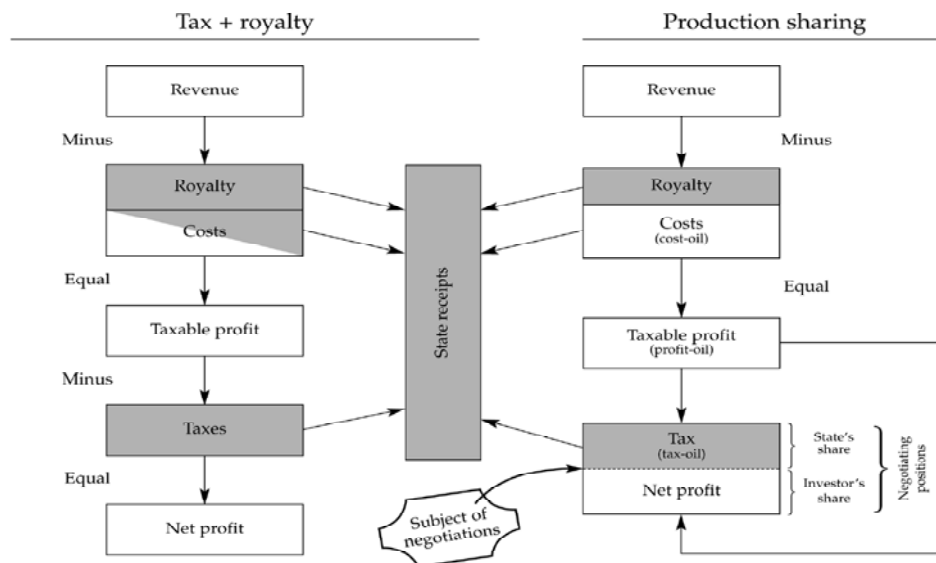 Tax + royalty
Revenue
Minus
Royalty
Costs
Equal
Taxable profit
Minus
Taxes
Equal
Net profit
State receipts
Production sharing
Revenue
Minus
Royalty
Costs
(cost-oil)
Equal
Taxable profit
(profit-oil)
Tax
(tax-oil)
Net profit
State's
share
Investor's
share
Negotiating
positions
Subject of
negotiations